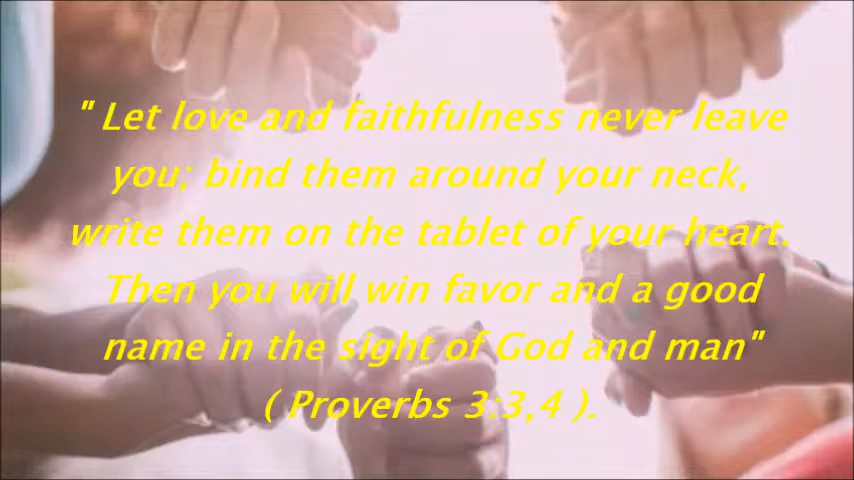 " Let love and faithfulness never leave
you; bind them around your neck,
write them on the tablet of your heart.
Then you will win favor and a good
name in the sight of God and man"
( Proverbs 3:3,4 ).